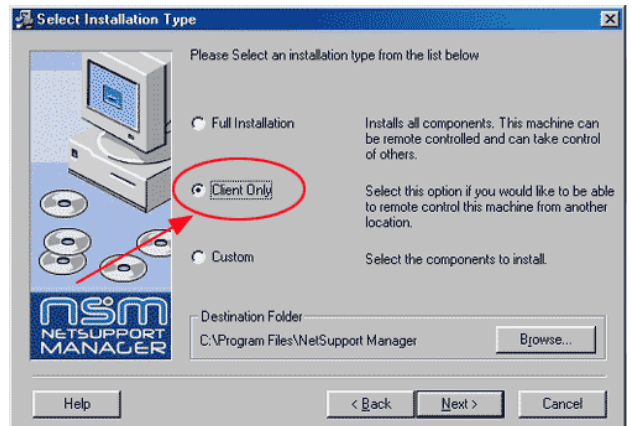 Select Installation Type
Please Select an installation type from the list below
Full Installation
Installs all components. This machine can
be remote controlled and can take control
of others.
Client Only
Select this option if you would like to be able
to remote control this machine from another
location.
Custom
Select the components to install.
nsm
NETSUPPORT
MANAGER
Destination Folder
C:\Program Files\NetSupport Manager
Browse...
Help
< Back
Next >
Cancel